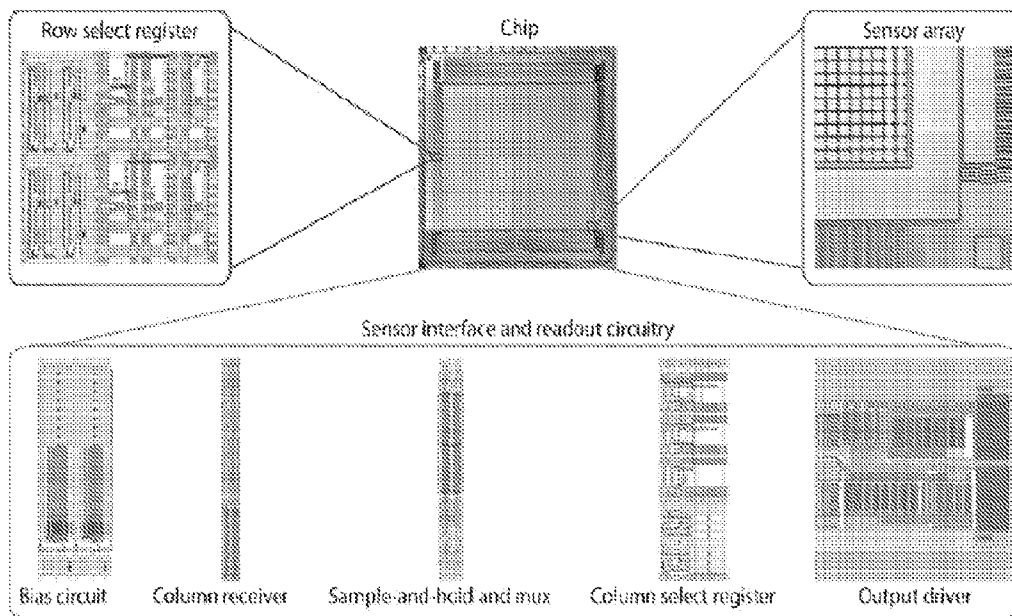 Row select register
Chip
Sensor array
Sensor interface and readout circuitry
Bias circuit
Column receiver
Sample-and-hold and mux
Column select register
Output driver